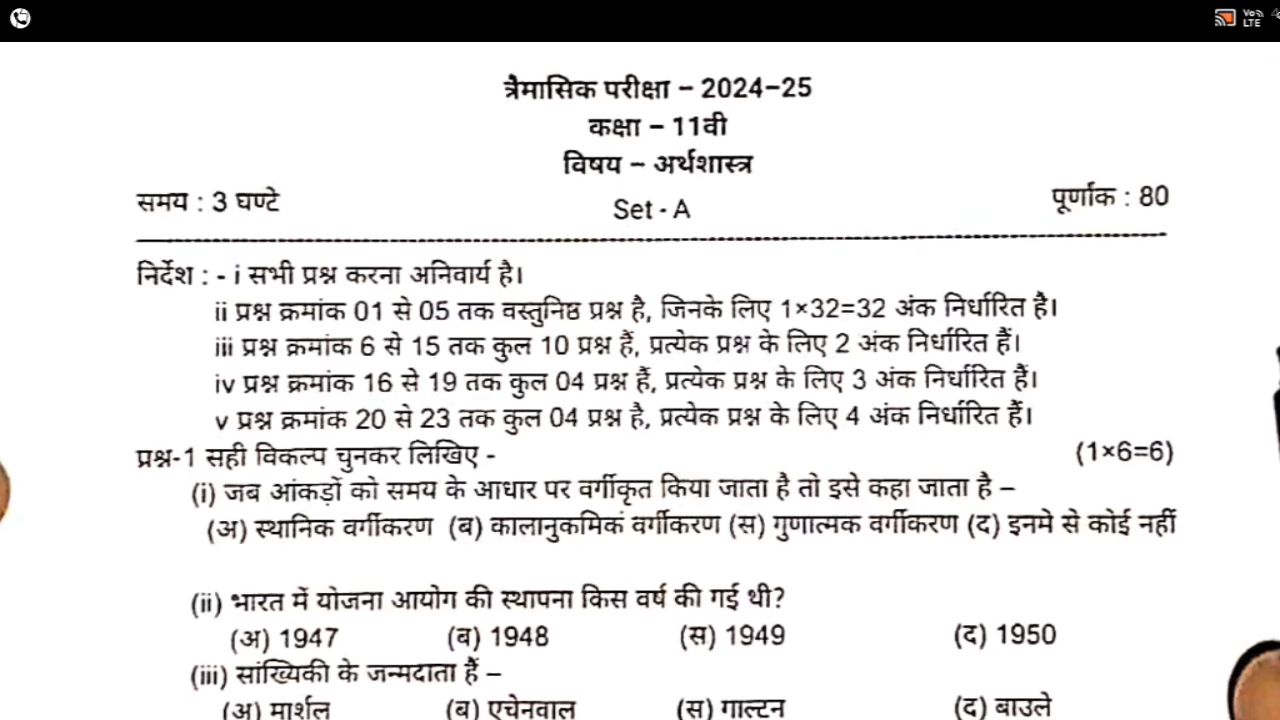 Vo
LTE
त्रैमासिक परीक्षा – 2024–25
कक्षा – 11वी
विषय – अर्थशास्त्र
समय : 3 घण्टे
Set - A
पूर्णांक : 80
निर्देश : - i सभी प्रश्न करना अनिवार्य है।
ii प्रश्न क्रमांक 01 से 05 तक वस्तुनिष्ठ प्रश्न है, जिनके लिए 1×32=32 अंक निर्धारित है।
iii प्रश्न क्रमांक 6 से 15 तक कुल 10 प्रश्न हैं, प्रत्येक प्रश्न के लिए 2 अंक निर्धारित हैं।
iv प्रश्न क्रमांक 16 से 19 तक कुल 04 प्रश्न हैं, प्रत्येक प्रश्न के लिए 3 अंक निर्धारित हैं।
v प्रश्न क्रमांक 20 से 23 तक कुल 04 प्रश्न है, प्रत्येक प्रश्न के लिए 4 अंक निर्धारित हैं।
प्रश्न-1 सही विकल्प चुनकर लिखिए - (1×6=6)
(i) जब आंकड़ों को समय के आधार पर वर्गीकृत किया जाता है तो इसे कहा जाता है –
(अ) स्थानिक वर्गीकरण (ब) कालानुकमिकं वर्गीकरण (स) गुणात्मक वर्गीकरण (द) इनमे से कोई नहीं
(ii) भारत में योजना आयोग की स्थापना किस वर्ष की गई थी?
(अ) 1947 (ब) 1948 (स) 1949 (द) 1950
(iii) सांख्यिकी के जन्मदाता हैं –
(अ) मार्शल (ब) एचेनवाल (स) गाल्टन (द) बाउले